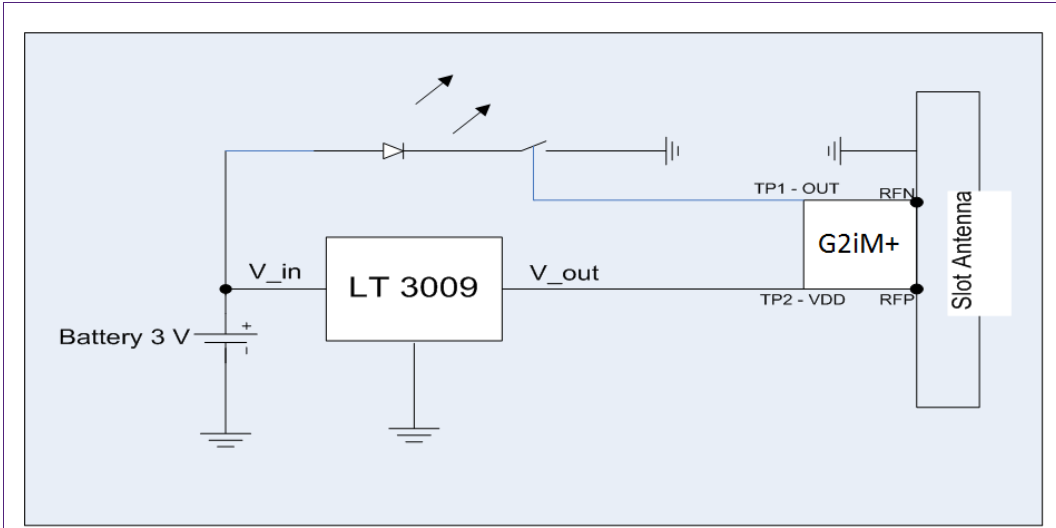 TP1 - OUT
RFN
G2iM+
Slot Antenna
V_in
LT 3009
V_out
TP2 - VDD
RFP
Battery 3 V
+
-